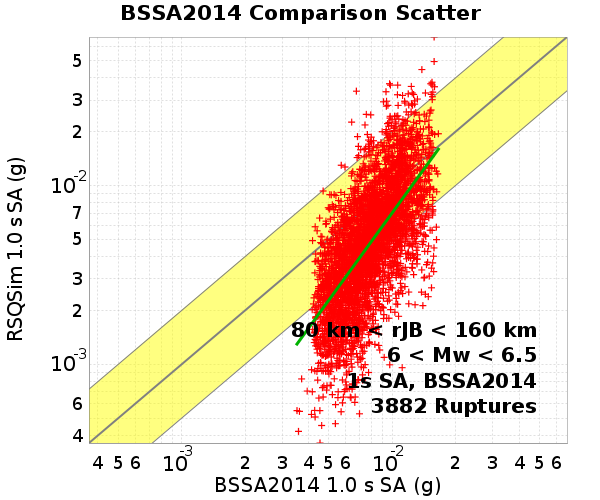 BSSA2014 Comparison Scatter
RSQSim 1.0 s SA (g)
5
3
2
10-2
7
5
3
2
10-3
6
4
80 km < rJB < 160 km
6 < Mw < 6.5
1s SA, BSSA2014
3882 Ruptures
4 5 6 10-3 2 3 4 5 6 10-2 2 3 4 5 6
BSSA2014 1.0 s SA (g)